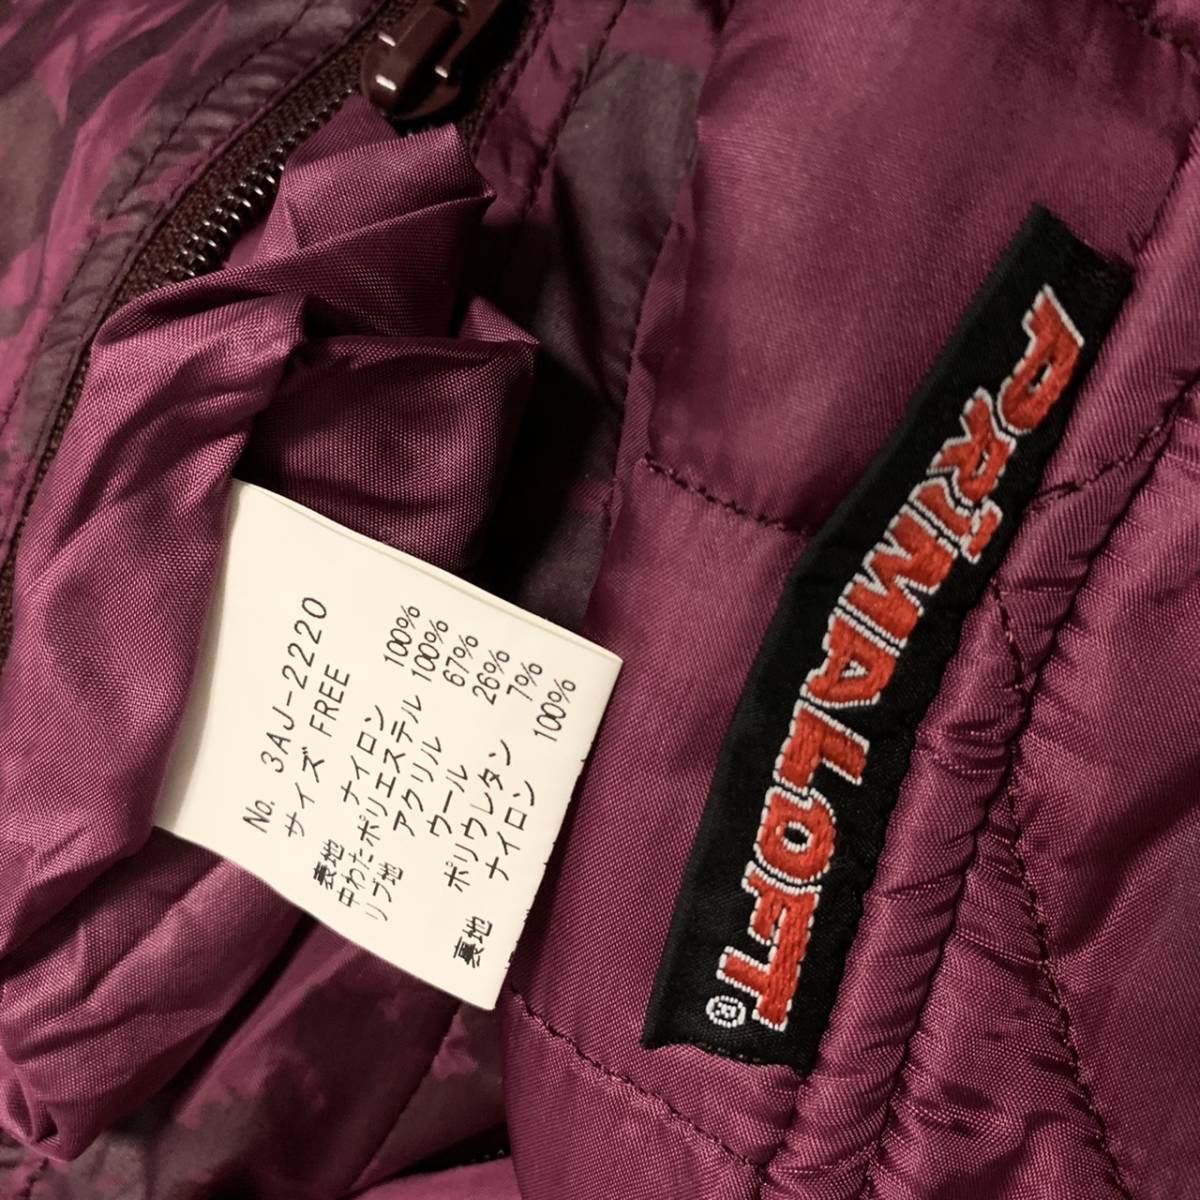 No. 3AJ-2220
サイズ FREE
表地 ナイロン 100%
中わたポリエステル 100%
リブ地 アクリル 67%
ウール 26%
ポリウレタン 7%
裏地 ナイロン 100%
PRIMALOFT®